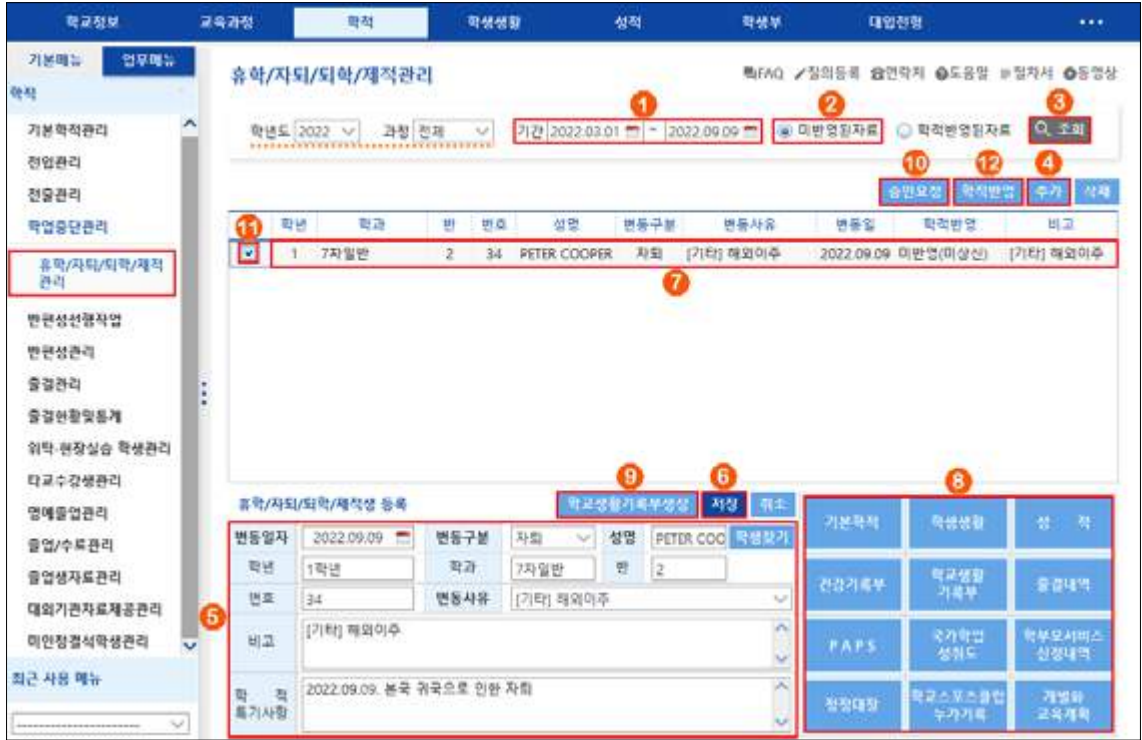 학교정보 교육과정 학적 학생생활 성적 학생부 대입전형 •••
기본메뉴 업무메뉴
학적
휴학/자퇴/퇴학/제적관리
FAQ 질의등록 연락처 도움말 절차서 동영상
기본학적관리
전입관리
전출관리
학업중단관리
휴학/자퇴/퇴학/제적
관리
반편성선행작업
반편성관리
출결관리
출결현황및통계
위탁·현장실습 학생관리
타교수강생관리
명예졸업관리
졸업/수료관리
졸업생자료관리
대외기관자료제공관리
미인정결석학생관리
최근 사용 메뉴
1 2 3
학년도 2022 과정 전체 기간 2022.03.01 ~ 2022.09.09 미반영된자료 학적반영된자료 조회
10 12 4
승인요청 학적반영 추가 삭제
11 학년 학과 반 번호 성명 변동구분 변동사유 변동일 학적반영 비고
1 7차일반 2 34 PETER COOPER 자퇴 [기타] 해외이주 2022.09.09 미반영(미상신) [기타] 해외이주
7
9 6 8
휴학/자퇴/퇴학/제적생 등록 학교생활기록부생성 저장 취소
변동일자 2022.09.09 변동구분 자퇴 성명 PETER COO 학생찾기
학년 1학년 학과 7차일반 반 2
5
번호 34 변동사유 [기타] 해외이주
비고 [기타] 해외이주
학 적
특기사항 2022.09.09. 본국 귀국으로 인한 자퇴
기본학적 학생생활 성 적
건강기록부 학교생활
기록부 출결내역
PAPS 국가학업
성취도 학부모서비스
신청내역
정정대장 학교스포츠클럽
누가기록 개별화
교육계획